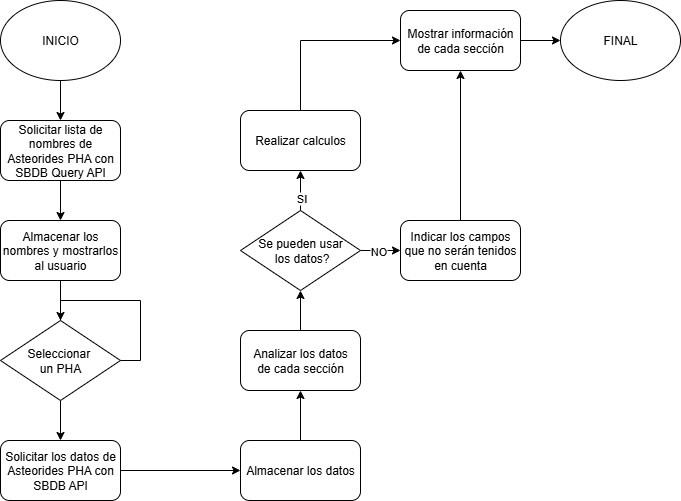 INICIO
Solicitar lista de
nombres de
Asteorides PHA con
SBDB Query API
Almacenar los
nombres y mostrarlos
al usuario
Seleccionar
un PHA
Solicitar los datos de
Asteorides PHA con
SBDB API
Almacenar los datos
Analizar los datos
de cada sección
Se pueden usar
los datos?
SI
NO
Realizar calculos
Indicar los campos
que no serán tenidos
en cuenta
Mostrar información
de cada sección
FINAL